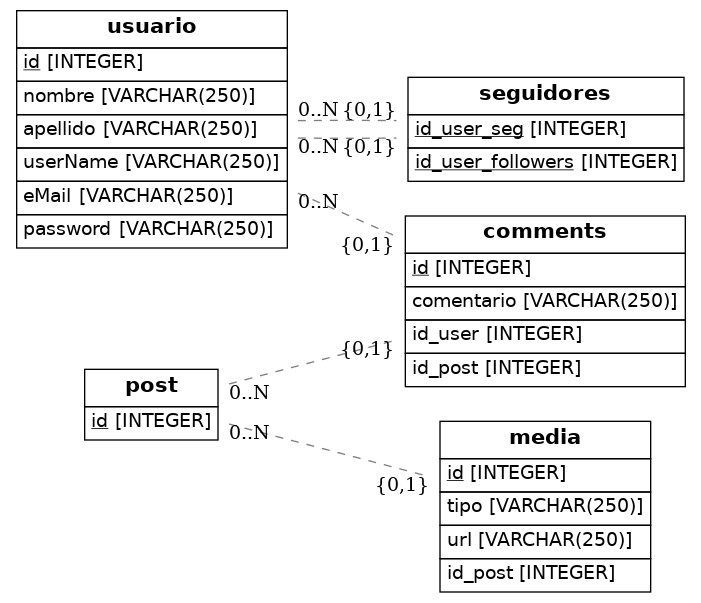 usuario
id [INTEGER]
nombre [VARCHAR(250)]
apellido [VARCHAR(250)]
userName [VARCHAR(250)]
eMail [VARCHAR(250)]
password [VARCHAR(250)]
0..N {0,1}
0..N {0,1}
seguidores
id_user_seg [INTEGER]
id_user_followers [INTEGER]
0..N
{0,1}
comments
id [INTEGER]
comentario [VARCHAR(250)]
id_user [INTEGER]
id_post [INTEGER]
{0,1}
0..N
post
id [INTEGER]
0..N
{0,1}
media
id [INTEGER]
tipo [VARCHAR(250)]
url [VARCHAR(250)]
id_post [INTEGER]